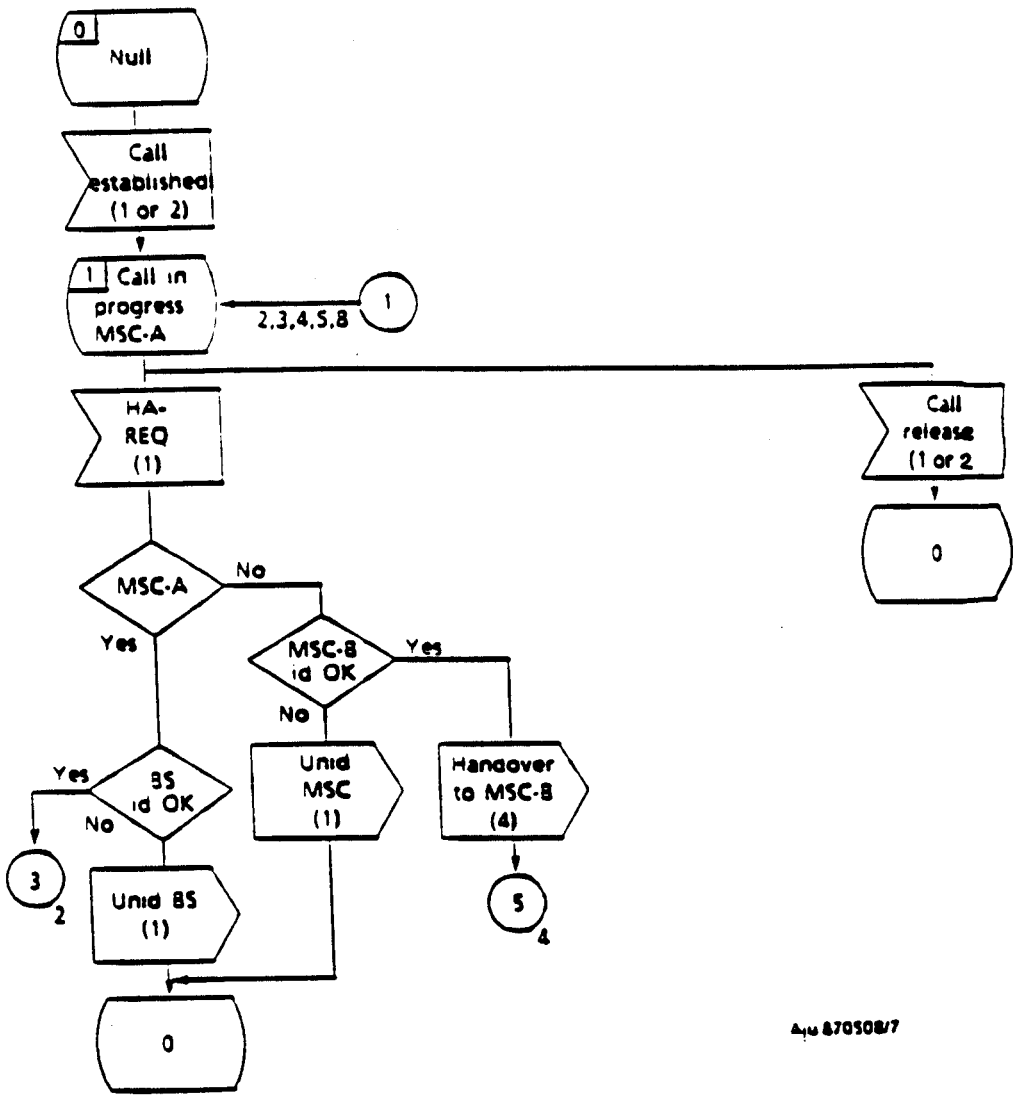 0
Null
Call
established
(1 or 2)
1 Call in
progress
MSC-A
1
2,3,4,5,8
HA-
REQ
(1)
Call
release
(1 or 2
0
MSC-A
No
Yes
MSC-B
id OK
Yes
No
BS
id OK
Yes
No
Unid
MSC
(1)
Handover
to MSC-B
(4)
3
2
Unid BS
(1)
5
4
0
870508/7